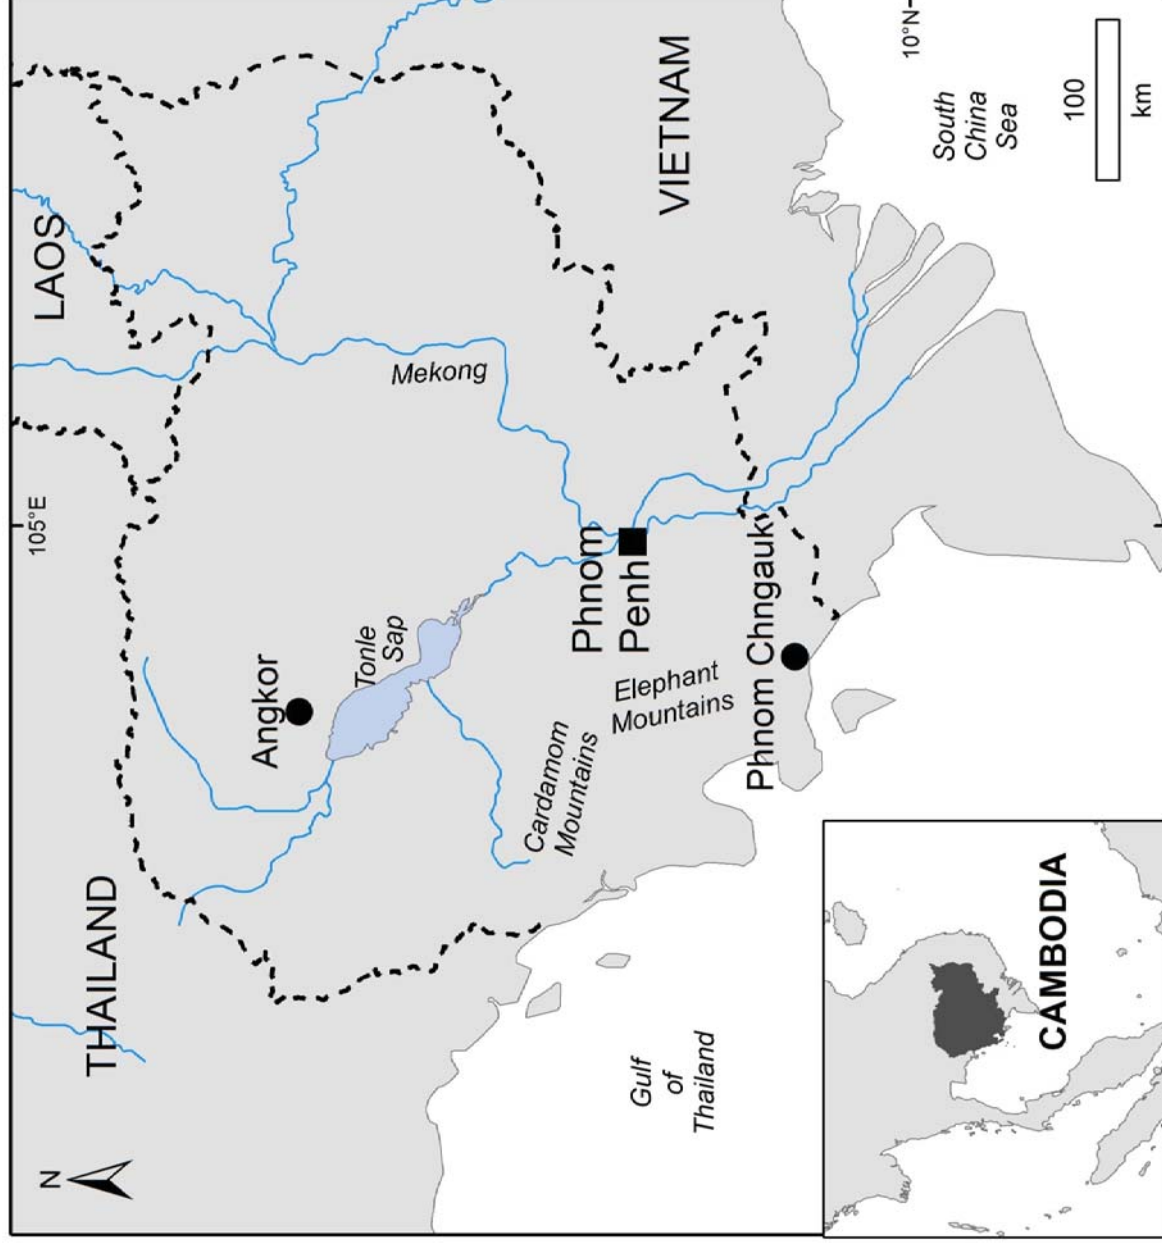 N
105°E
LAOS
THAILAND
Angkor
Tonle
Sap
Mekong
VIETNAM
Phnom
Penh
Cardamom
Mountains
Elephant
Mountains
Phnom Chngauk
Gulf
of
Thailand
10°N
South
China
Sea
100
km
CAMBODIA